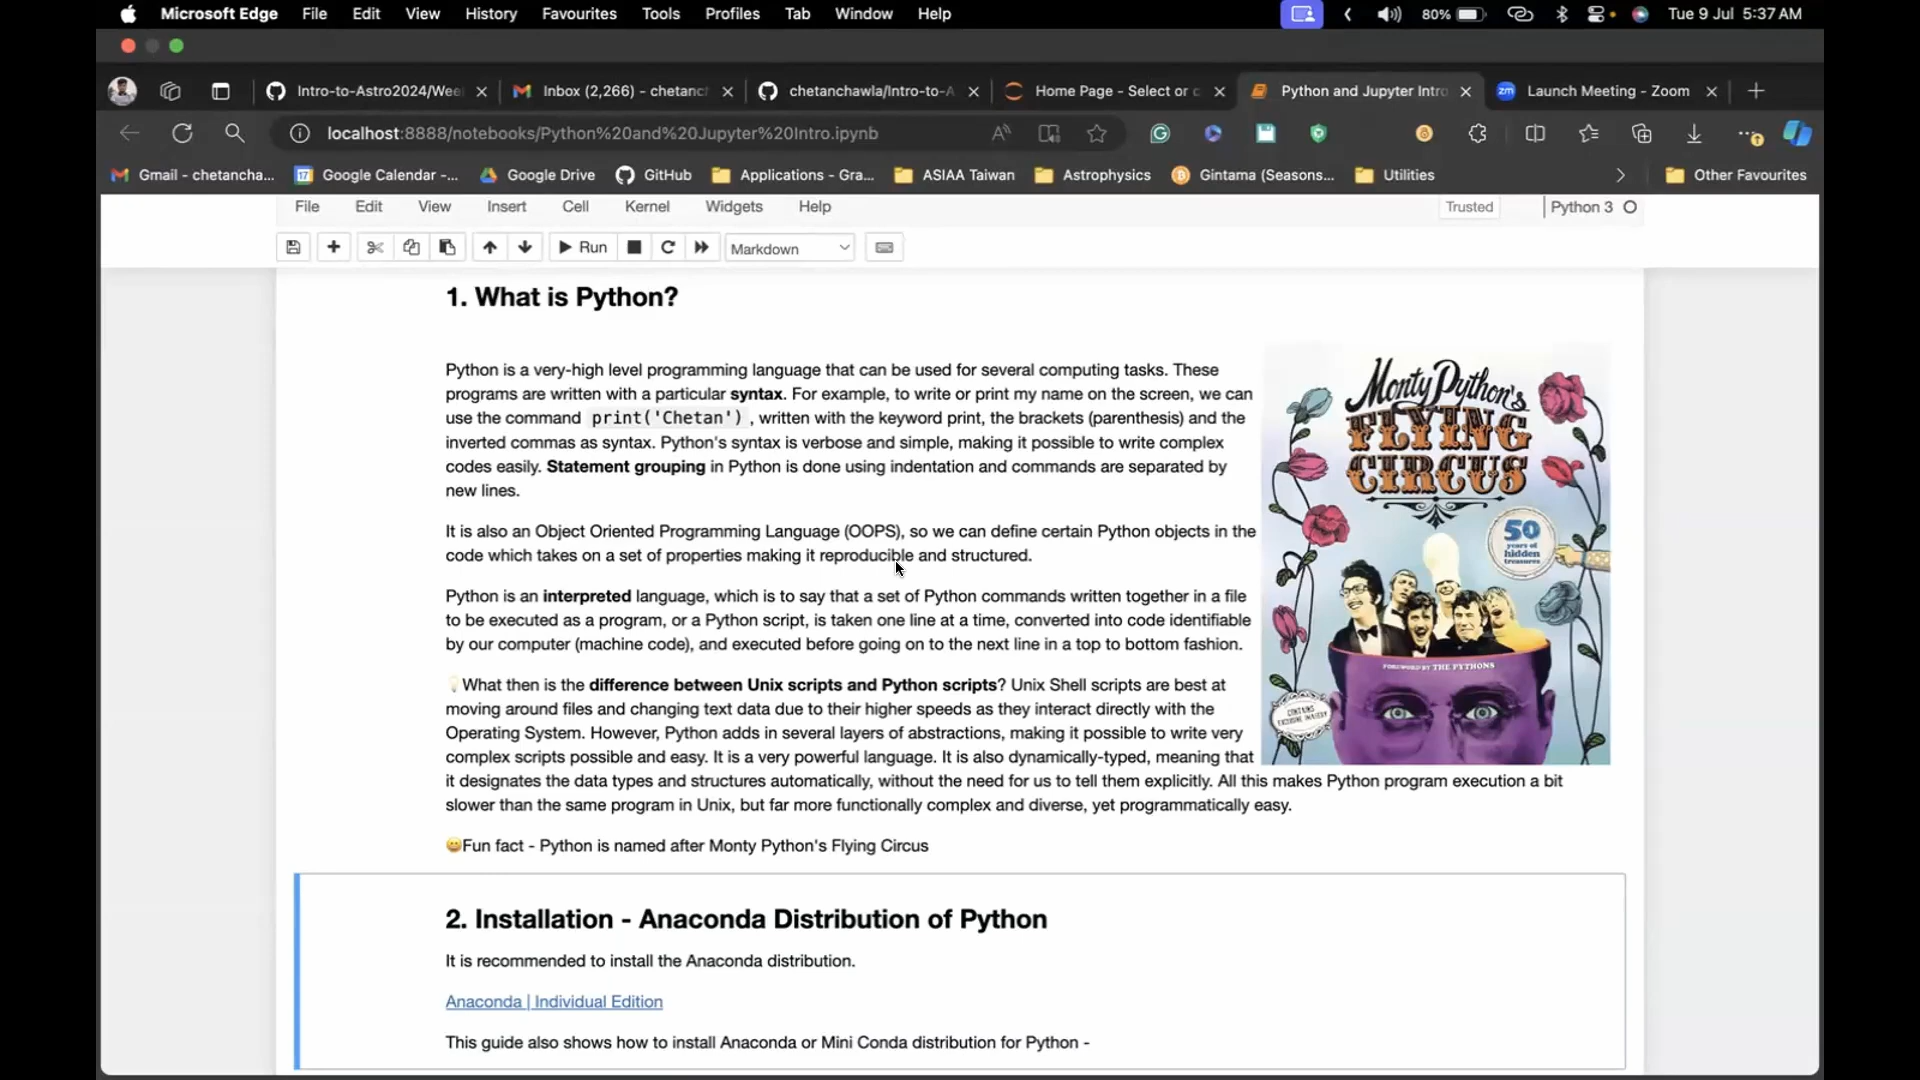 Microsoft Edge File Edit View History Favourites Tools Profiles Tab Window Help 80% Tue 9 Jul 5:37 AM
Intro-to-Astro2024/Wee Inbox (2,266) - chetanch chetanchawla/Intro-to-A Home Page - Select or c Python and Jupyter Intro Launch Meeting - Zoom
localhost:8888/notebooks/Python%20and%20Jupyter%20Intro.ipynb
Gmail - chetancha... Google Calendar -... Google Drive GitHub Applications - Gra... ASIAA Taiwan Astrophysics Gintama (Seasons... Utilities Other Favourites
File Edit View Insert Cell Kernel Widgets Help Trusted Python 3
Run Markdown
1. What is Python?
Python is a very-high level programming language that can be used for several computing tasks. These
programs are written with a particular syntax. For example, to write or print my name on the screen, we can
use the command print('Chetan') , written with the keyword print, the brackets (parenthesis) and the
inverted commas as syntax. Python's syntax is verbose and simple, making it possible to write complex
codes easily. Statement grouping in Python is done using indentation and commands are separated by
new lines.
It is also an Object Oriented Programming Language (OOPS), so we can define certain Python objects in the
code which takes on a set of properties making it reproducible and structured.
Python is an interpreted language, which is to say that a set of Python commands written together in a file
to be executed as a program, or a Python script, is taken one line at a time, converted into code identifiable
by our computer (machine code), and executed before going on to the next line in a top to bottom fashion.
💡What then is the difference between Unix scripts and Python scripts? Unix Shell scripts are best at
moving around files and changing text data due to their higher speeds as they interact directly with the
Operating System. However, Python adds in several layers of abstractions, making it possible to write very
complex scripts possible and easy. It is a very powerful language. It is also dynamically-typed, meaning that
it designates the data types and structures automatically, without the need for us to tell them explicitly. All this makes Python program execution a bit
slower than the same program in Unix, but far more functionally complex and diverse, yet programmatically easy.
😀Fun fact - Python is named after Monty Python's Flying Circus
Monty Python's
FLYING
CIRCUS
50
years of
hidden
treasures
FOREWORD BY THE PYTHONS
2. Installation - Anaconda Distribution of Python
It is recommended to install the Anaconda distribution.
Anaconda | Individual Edition
This guide also shows how to install Anaconda or Mini Conda distribution for Python -